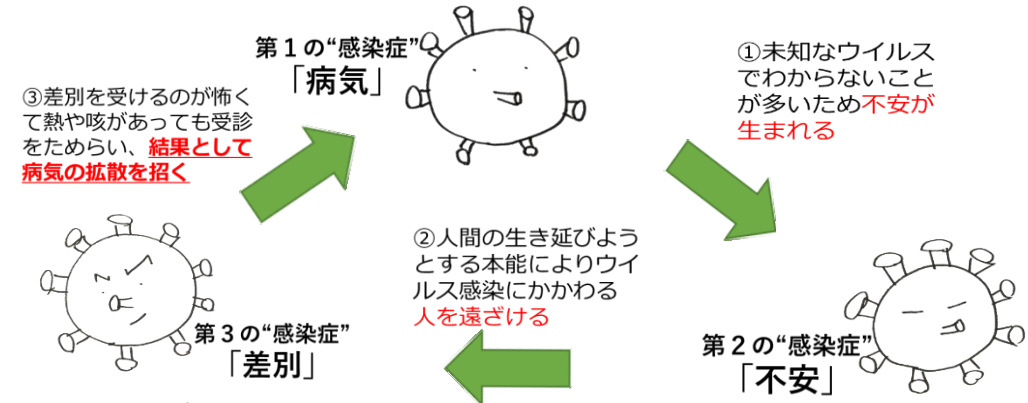 第１の“感染症”
「病気」
①未知なウイルス
でわからないこと
が多いため不安が
生まれる
第２の“感染症”
「不安」
②人間の生き延びよう
とする本能によりウイ
ルス感染にかかわる
人を遠ざける
第３の“感染症”
「差別」
③差別を受けるのが怖く
て熱や咳があっても受診
をためらい、結果として
病気の拡散を招く